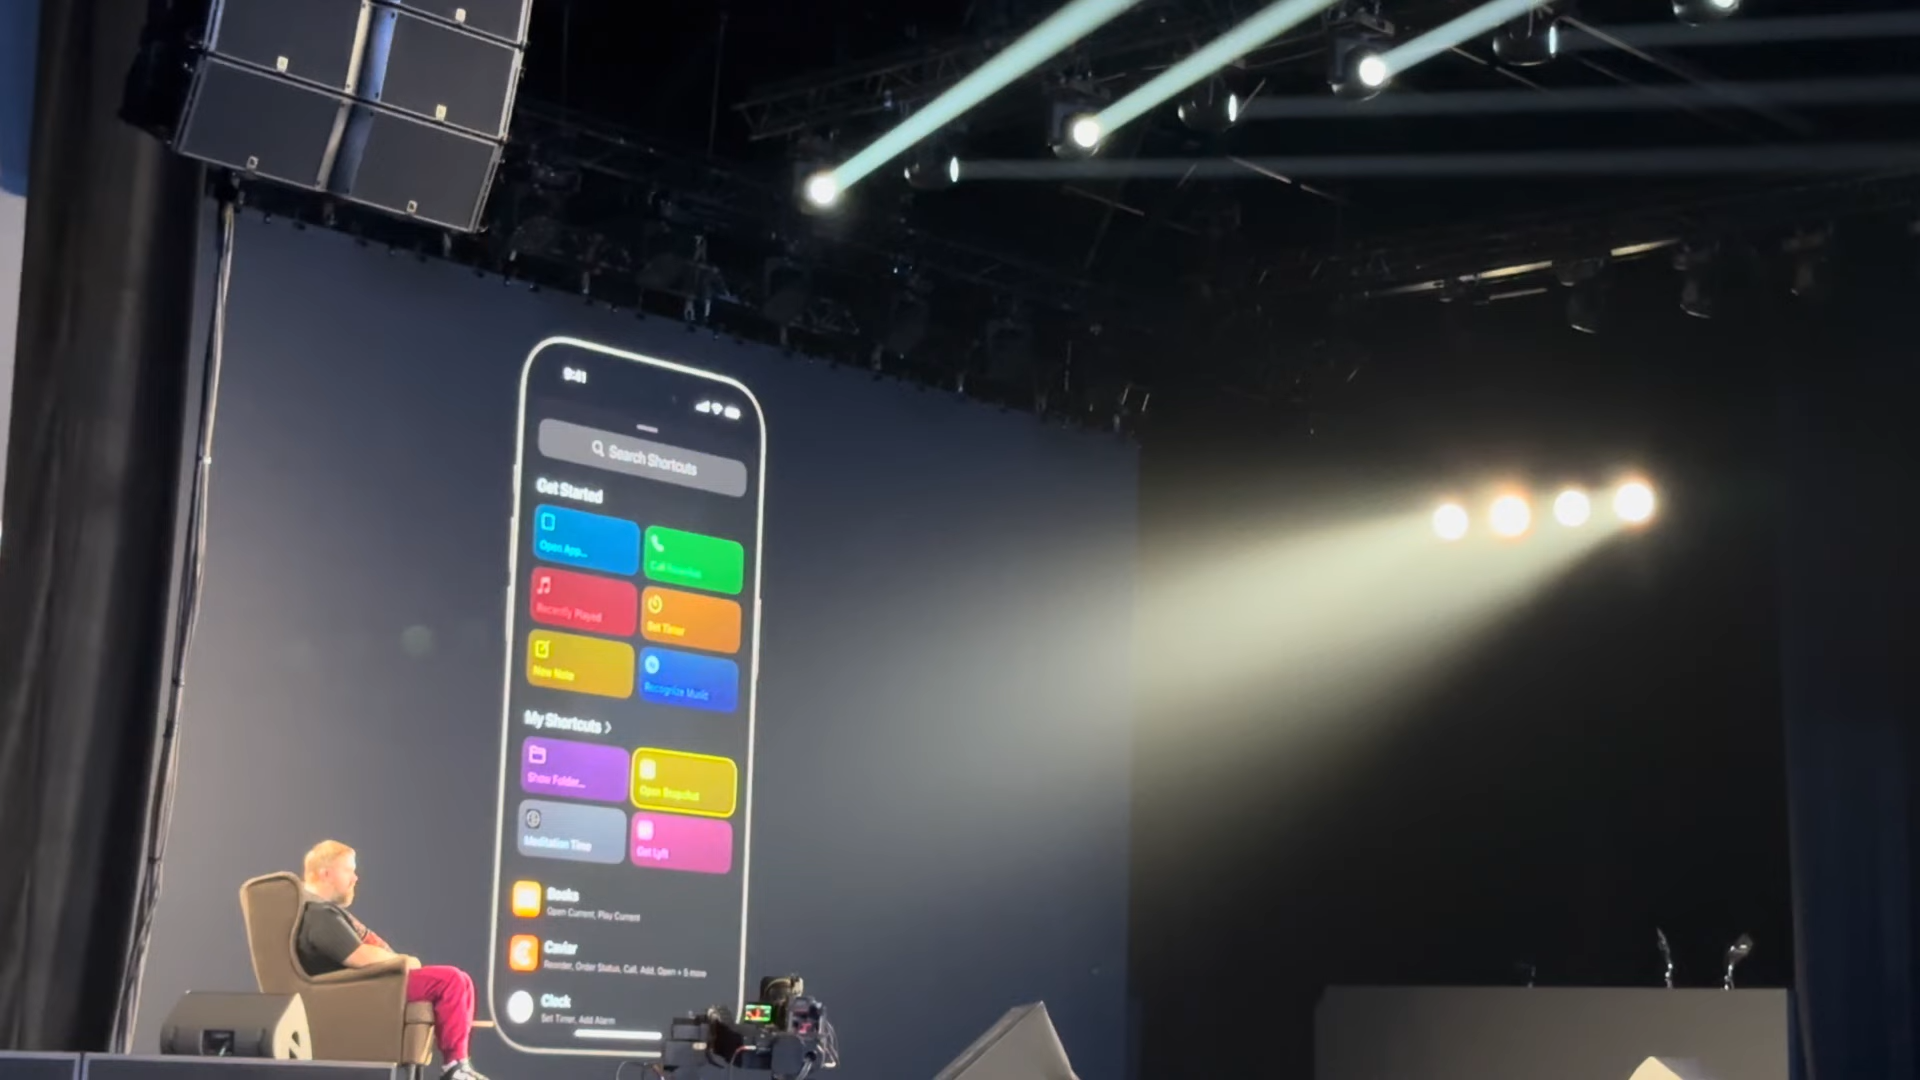 9:41
Search Shortcuts
Get Started
Open App...
Call Favorites
Recently Played
Set Timer
New Note
Recognize Music
My Shortcuts >
Show Folder...
Open Snapchat
Meditation Time
Get Lyft
Books
Open Current, Play Current
Caviar
Reorder, Order Status, Call, Add, Open + 5 more
Clock
Set Timer, Add Alarm